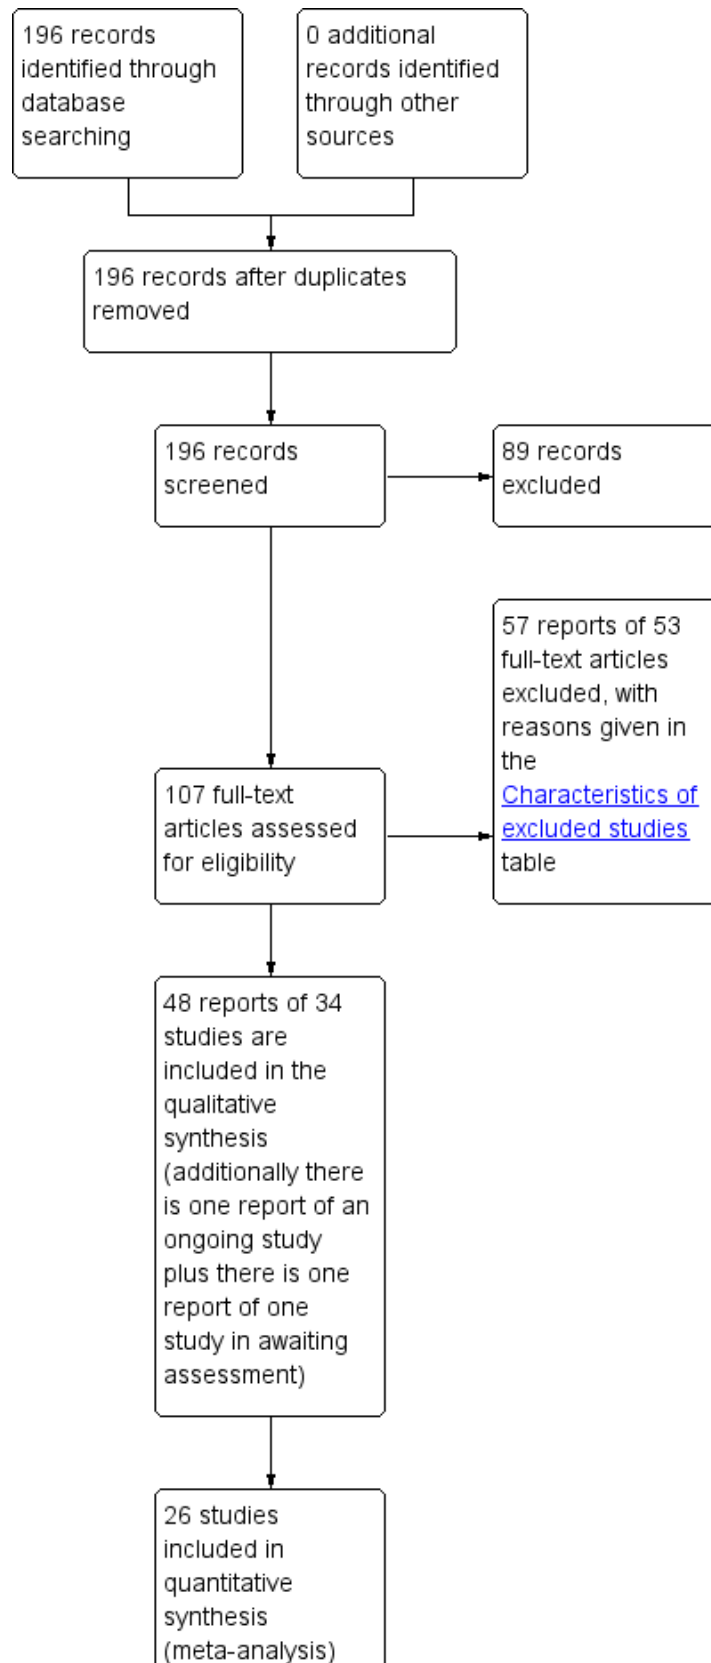 196 records
identified through
database
searching
0 additional
records identified
through other
sources
196 records after duplicates
removed
196 records
screened
89 records
excluded
57 reports of 53
full-text articles
excluded, with
reasons given in
the
Characteristics of
excluded studies
table
107 full-text
articles assessed
for eligibility
48 reports of 34
studies are
included in the
qualitative
synthesis
(additionally there
is one report of an
ongoing study
plus there is one
report of one
study in awaiting
assessment)
26 studies
included in
quantitative
synthesis
(meta-analysis)